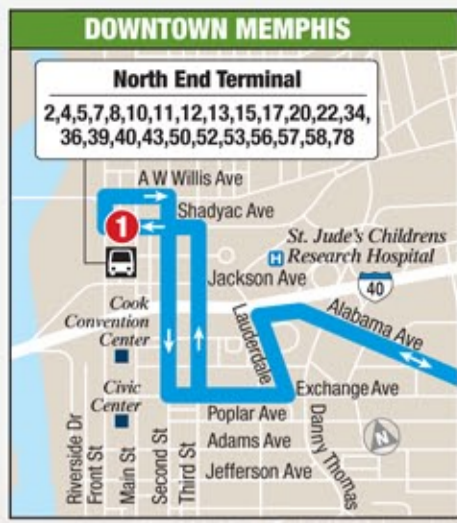 DOWNTOWN MEMPHIS
North End Terminal
2,4,5,7,8,10,11,12,13,15,17,20,22,34,
36,39,40,43,50,52,53,56,57,58,78
A W Willis Ave
1
Shadyac Ave
St. Jude's Childrens
H Research Hospital
Jackson Ave
40
Cook
Convention
Center
Lauderdale
Alabama Ave
Civic
Center
Exchange Ave
Poplar Ave
Adams Ave
Jefferson Ave
Riverside Dr
Front St
Main St
Second St
Third St
Danny Thomas
N